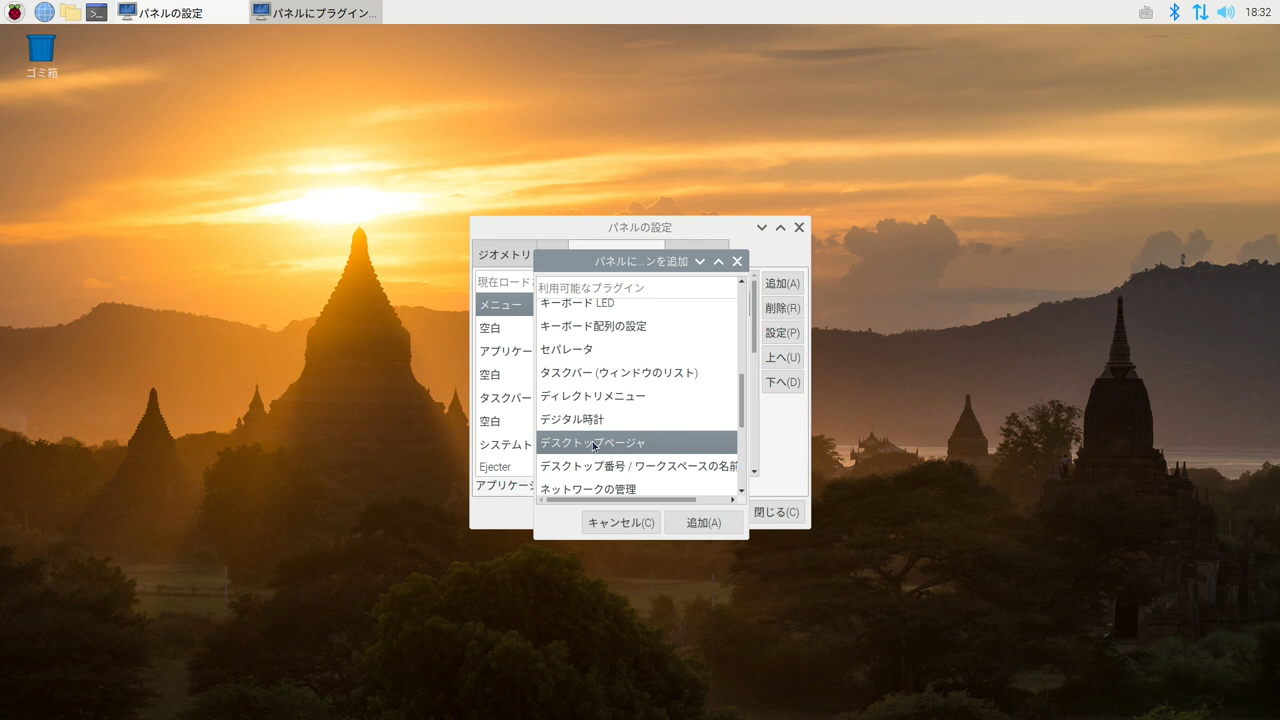 パネルの設定
パネルにプラグイン...
18:32
ゴミ箱
パネルの設定
ジオメトリ
現在ロード
メニュー
空白
アプリケー
空白
タスクバー
空白
システムト
Ejecter
アプリケーシ
追加(A)
削除(R)
設定(P)
上へ(U)
下へ(D)
閉じる(C)
パネルに...ンを追加
利用可能なプラグイン
キーボード LED
キーボード配列の設定
セパレータ
タスクバー (ウィンドウのリスト)
ディレクトリメニュー
デジタル時計
デスクトップページャ
デスクトップ番号 / ワークスペースの名前
ネットワークの管理
キャンセル(C)
追加(A)